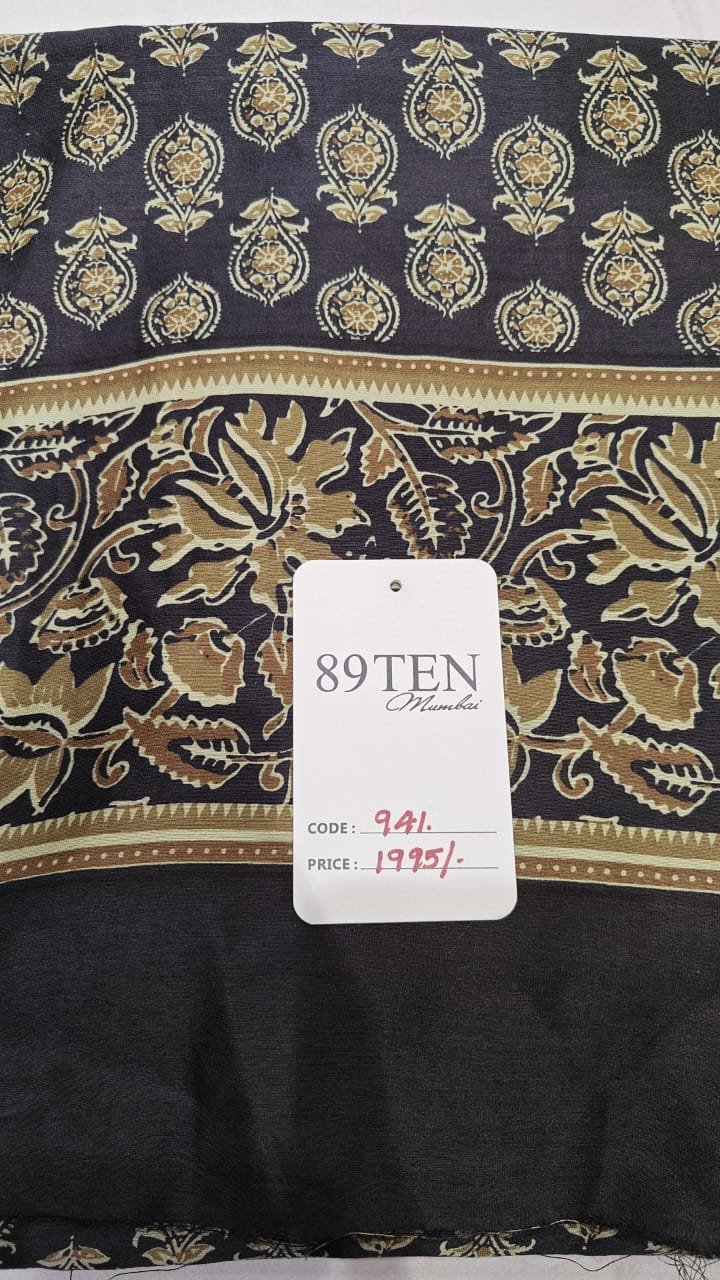 89TEN
Mumbai
CODE: 941.
PRICE: 1995/-